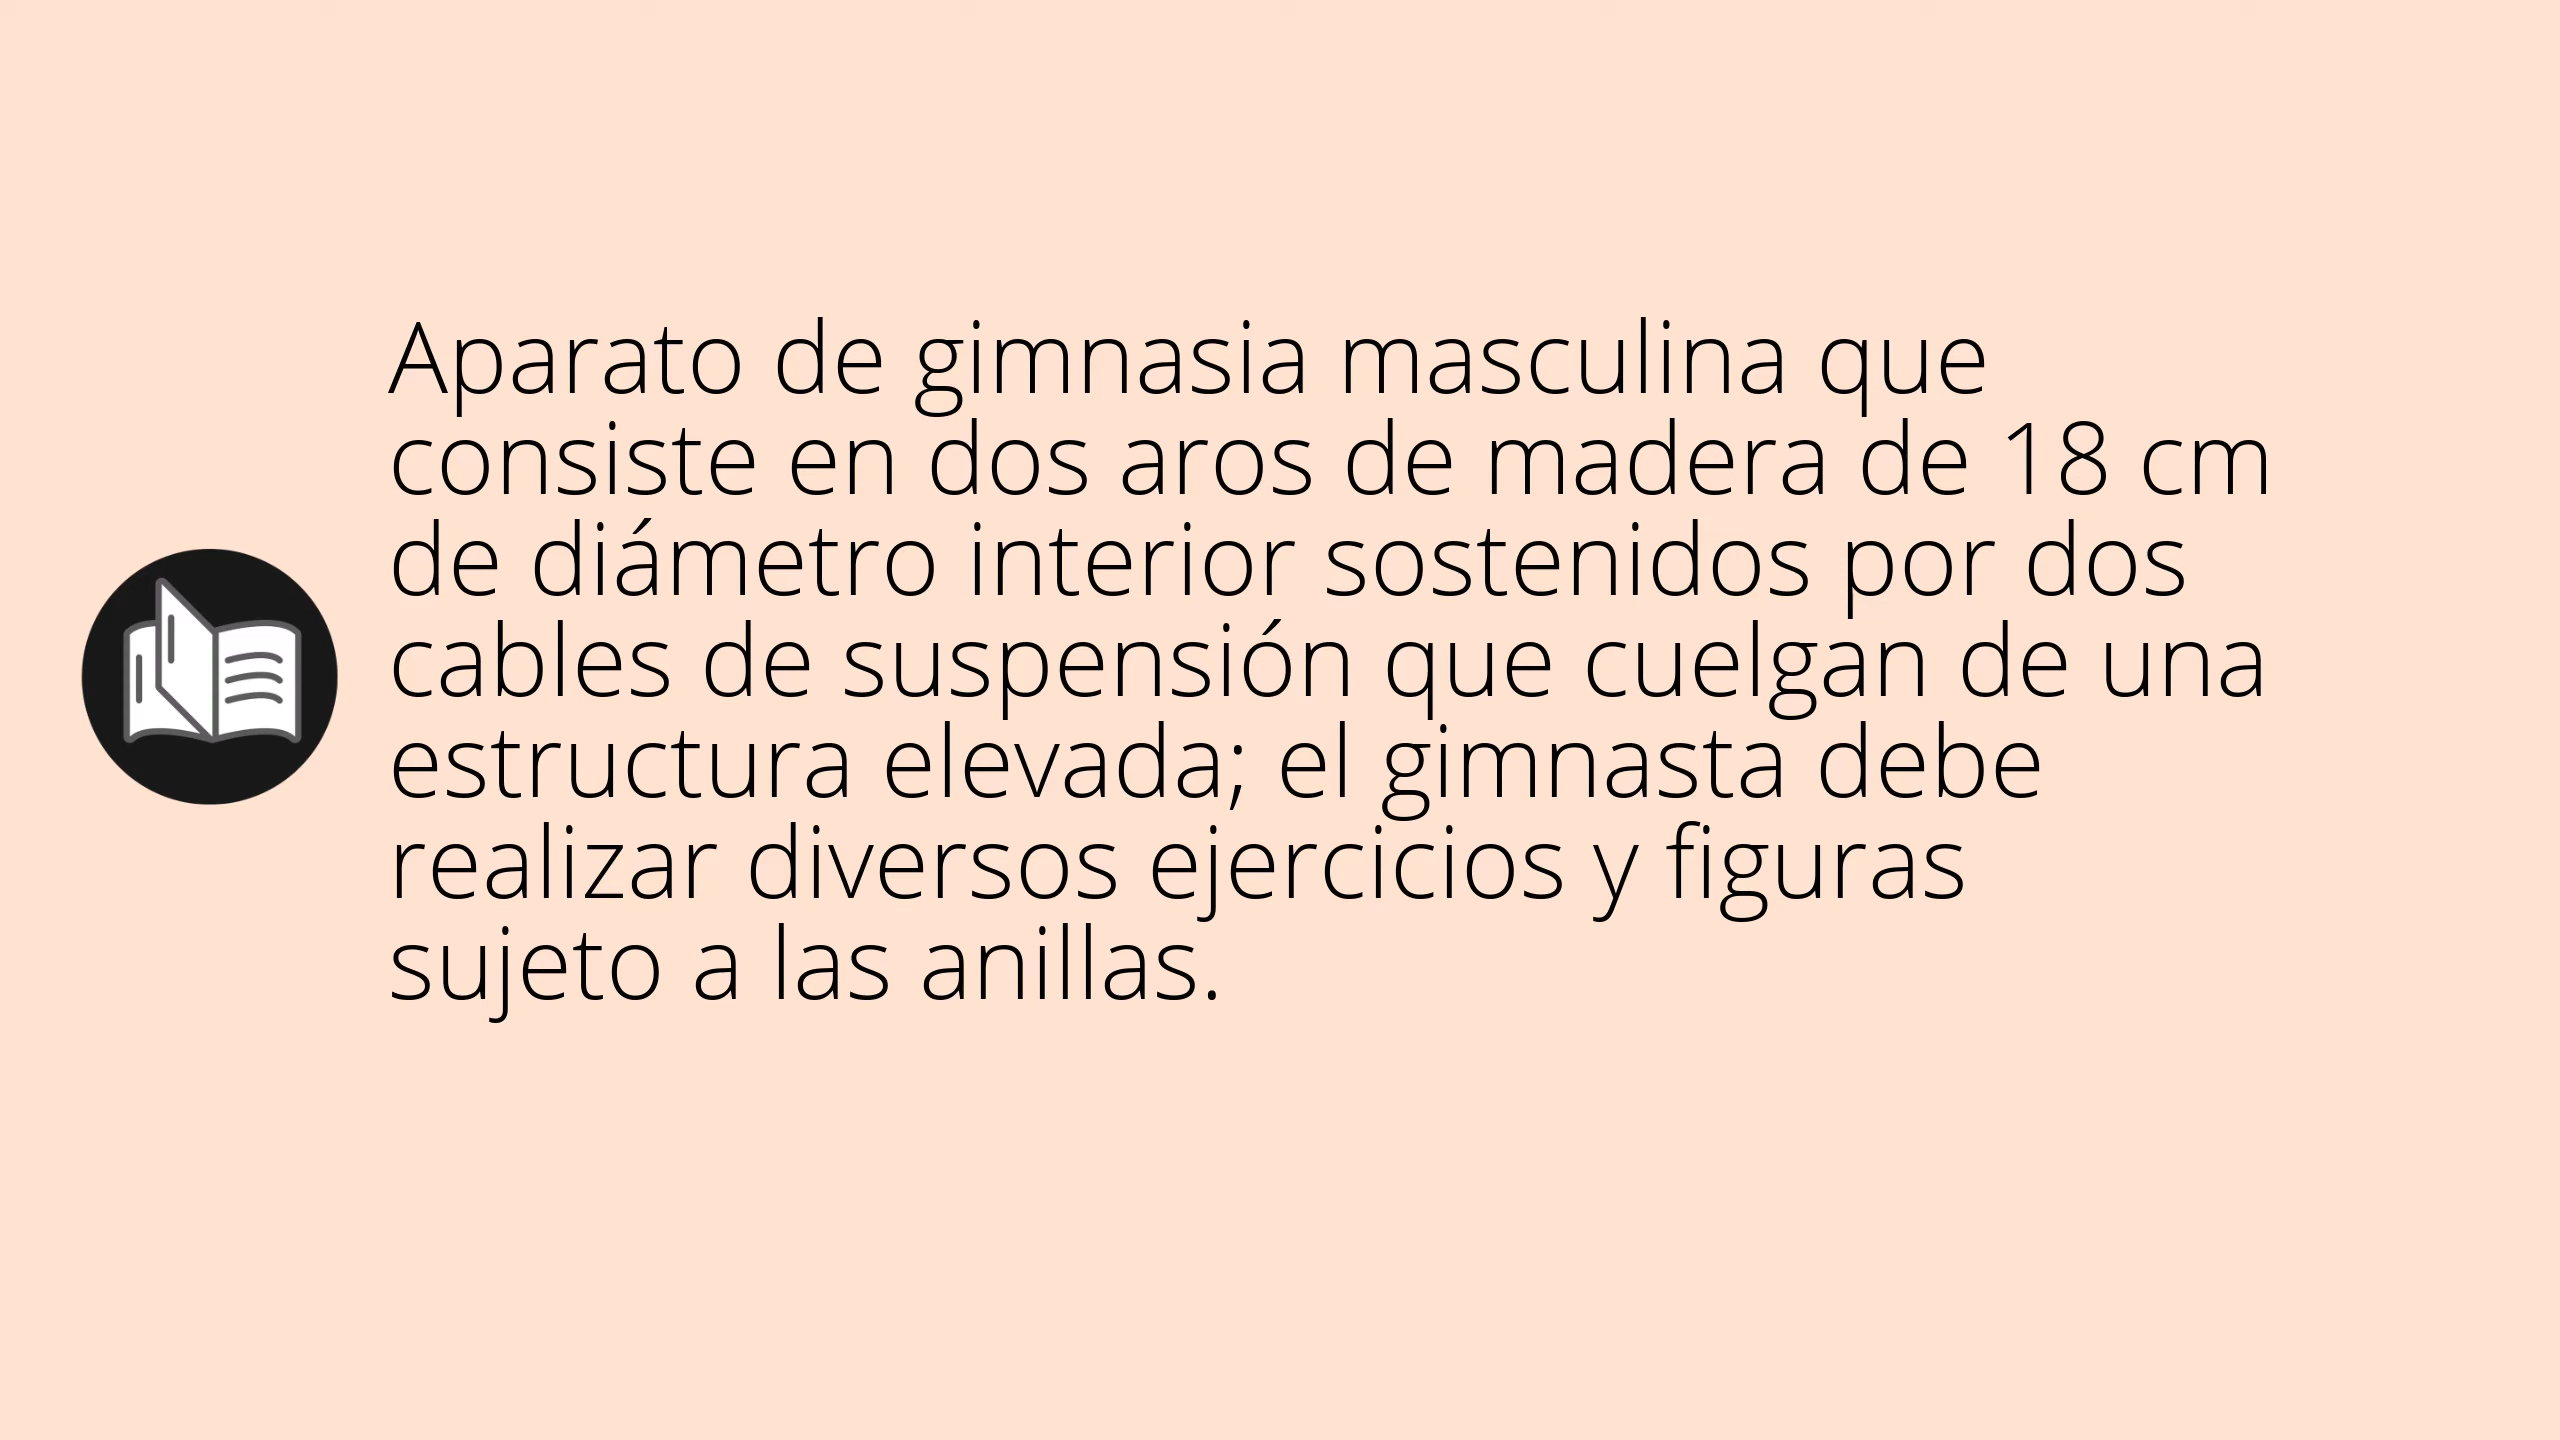 Aparato de gimnasia masculina que
consiste en dos aros de madera de 18 cm
de diámetro interior sostenidos por dos
cables de suspensión que cuelgan de una
estructura elevada; el gimnasta debe
realizar diversos ejercicios y figuras
sujeto a las anillas.